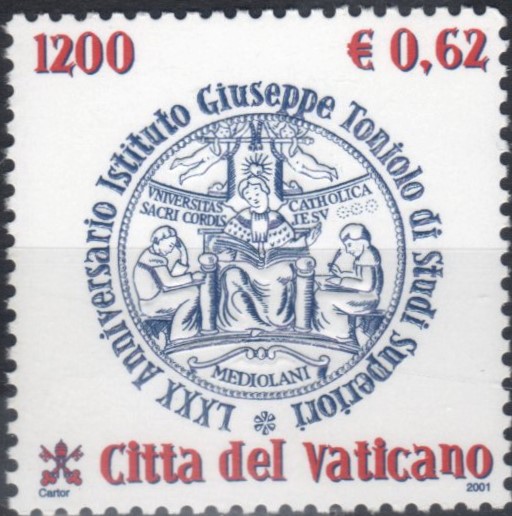 1200
€ 0,62
LXXX Anniversario Istituto Giuseppe Toniolo di Studi Superiori
VNIVERSITAS CATHOLICA
SACRI CORDIS IESV
MEDIOLANI
Citta del Vaticano
Cartor
2001